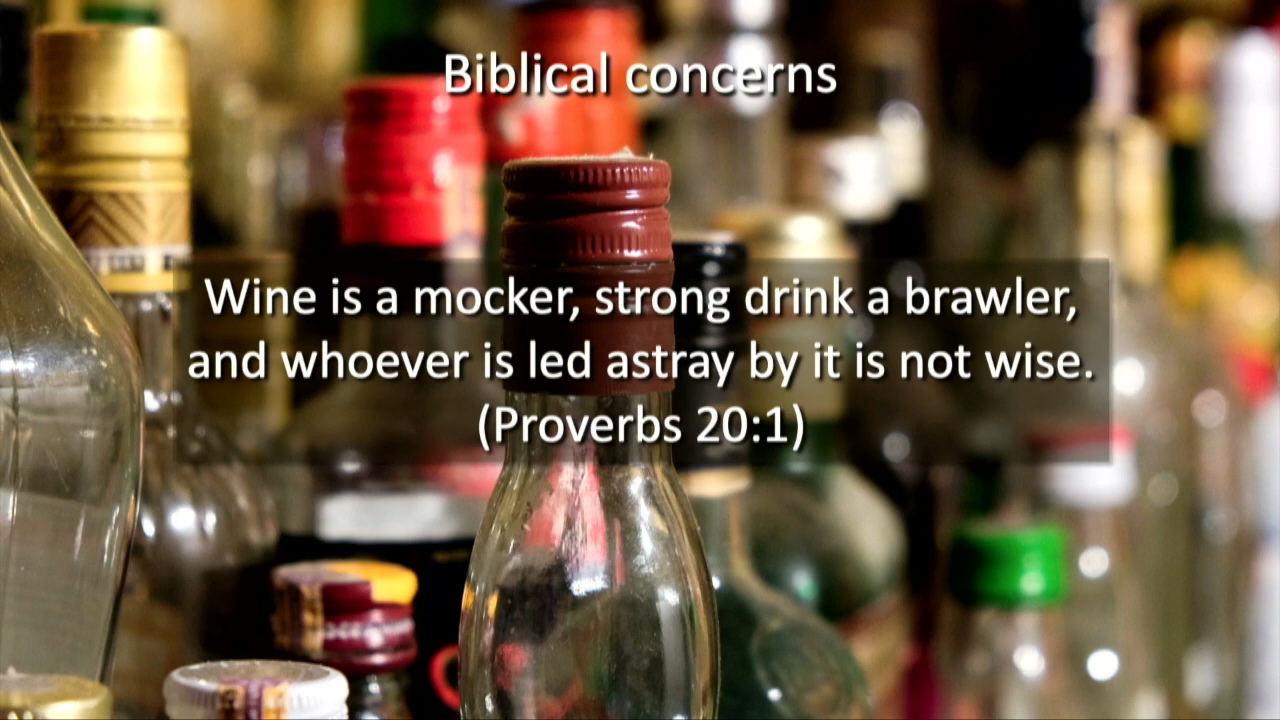 Biblical concerns
Wine is a mocker, strong drink a brawler,
and whoever is led astray by it is not wise.
(Proverbs 20:1)